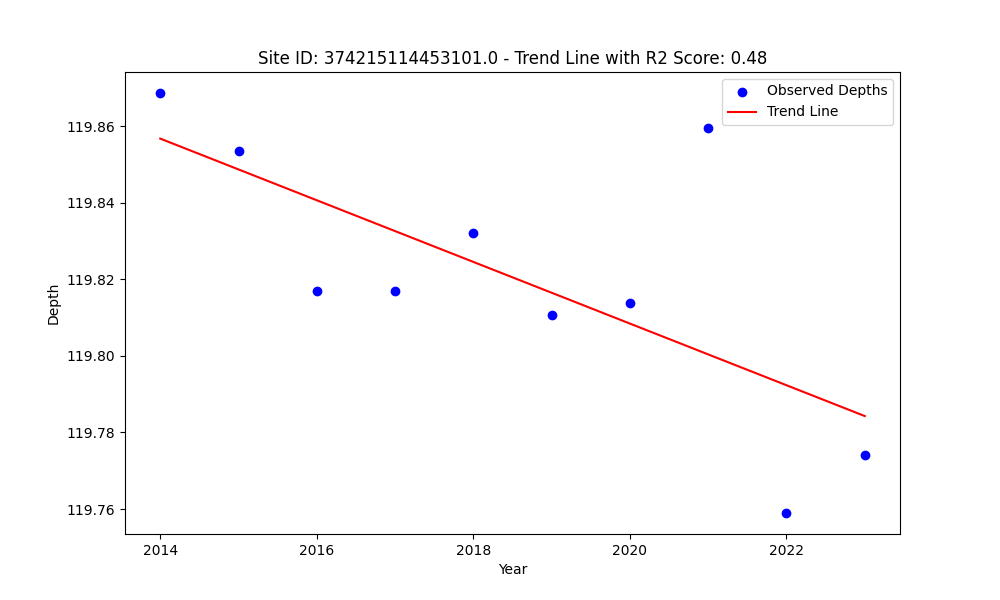 Site ID: 374215114453101.0 - Trend Line with R2 Score: 0.48
Observed Depths
Trend Line
119.86
119.84
119.82
119.80
119.78
119.76
Depth
2014
2016
2018
2020
2022
Year